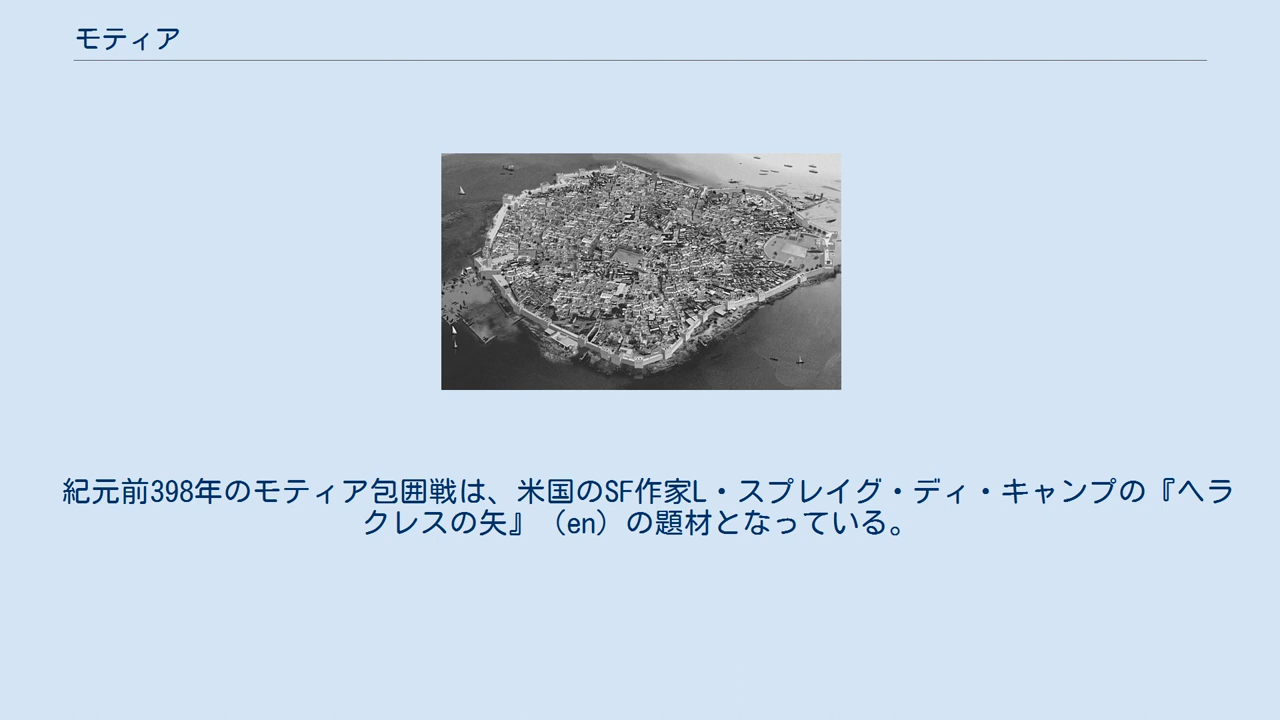 モティア
紀元前398年のモティア包囲戦は、米国のSF作家L・スプレイグ・ディ・キャンプの『ヘラ
クレスの矢』（en）の題材となっている。